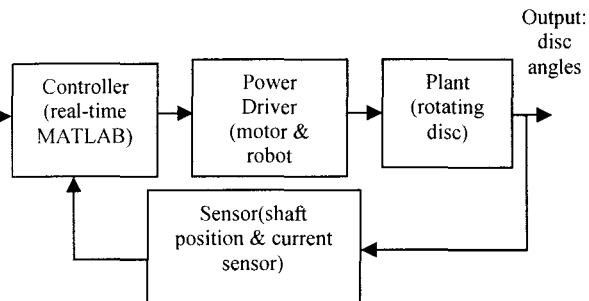 Output:
disc
angles
Controller
(real-time
MATLAB)
Power
Driver
(motor &
robot
Plant
(rotating
disc)
Sensor(shaft
position & current
sensor)